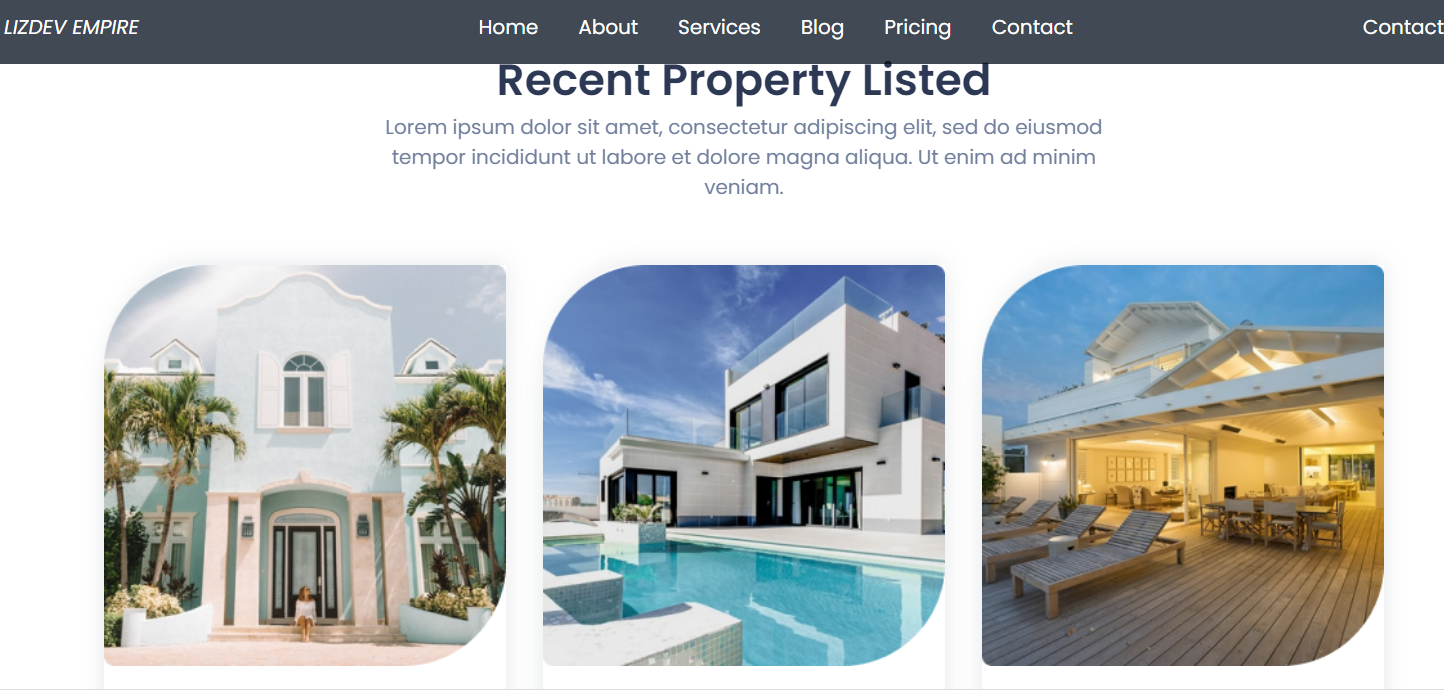 LIZDEV EMPIRE
Home About Services Blog Pricing Contact
Contact
Recent Property Listed
Lorem ipsum dolor sit amet, consectetur adipiscing elit, sed do eiusmod
tempor incididunt ut labore et dolore magna aliqua. Ut enim ad minim
veniam.